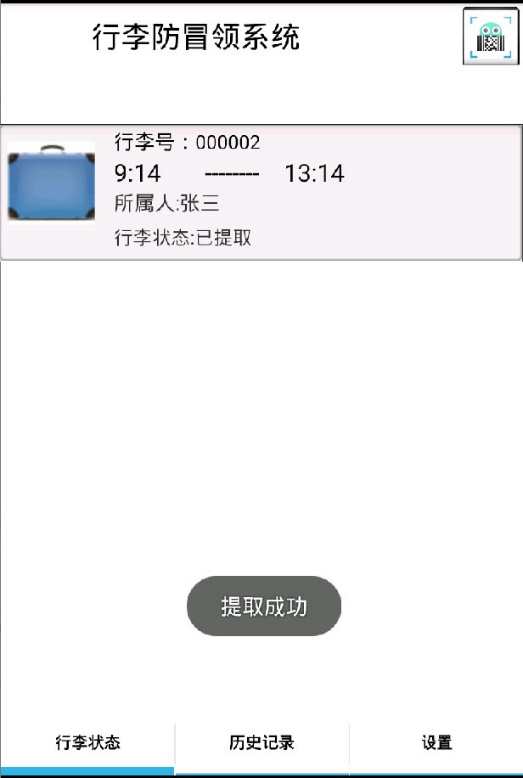 行李防冒领系统
行李号：000002
9:14 -------- 13:14
所属人:张三
行李状态:已提取
提取成功
行李状态 历史记录 设置